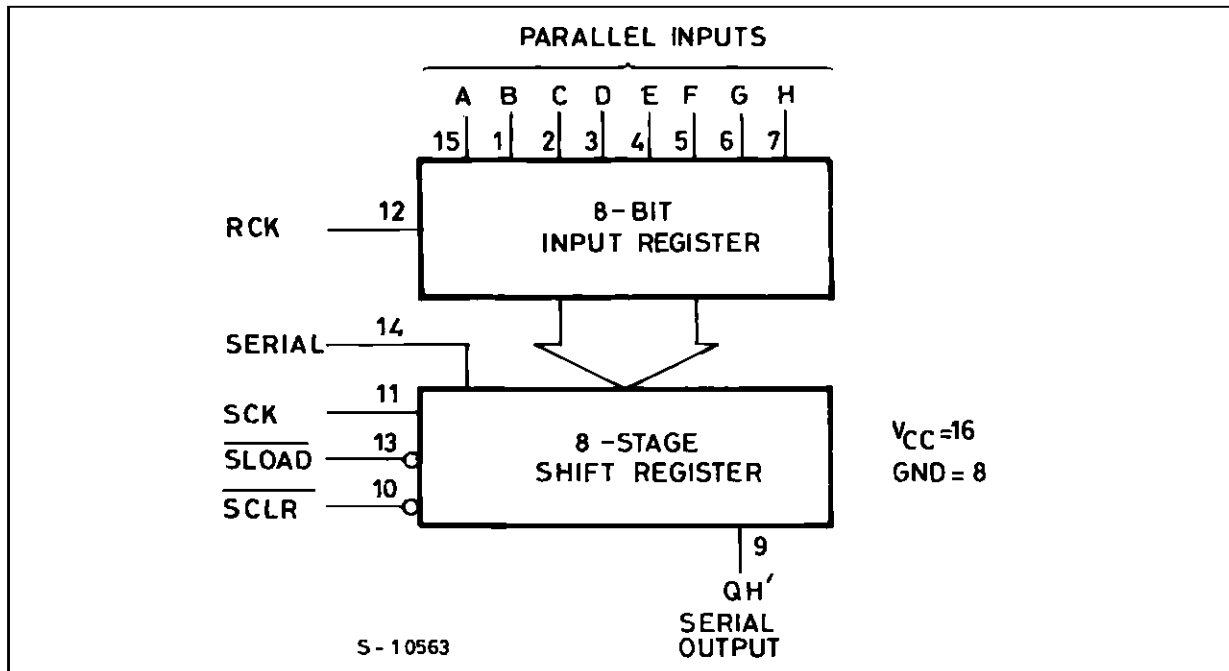 PARALLEL INPUTS
A B C D E F G H
15 1 2 3 4 5 6 7
RCK 12
8-BIT
INPUT REGISTER
SERIAL 14
SCK 11
SLOAD 13
SCLR 10
8-STAGE
SHIFT REGISTER
VCC=16
GND=8
9
QH′
SERIAL
OUTPUT
S-10563